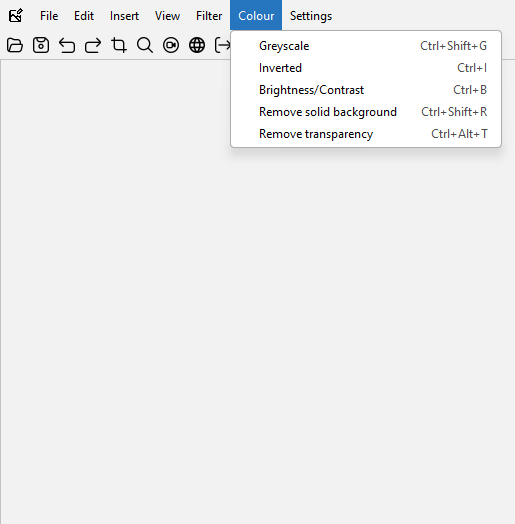 File Edit Insert View Filter Colour Settings
Greyscale Ctrl+Shift+G
Inverted Ctrl+I
Brightness/Contrast Ctrl+B
Remove solid background Ctrl+Shift+R
Remove transparency Ctrl+Alt+T